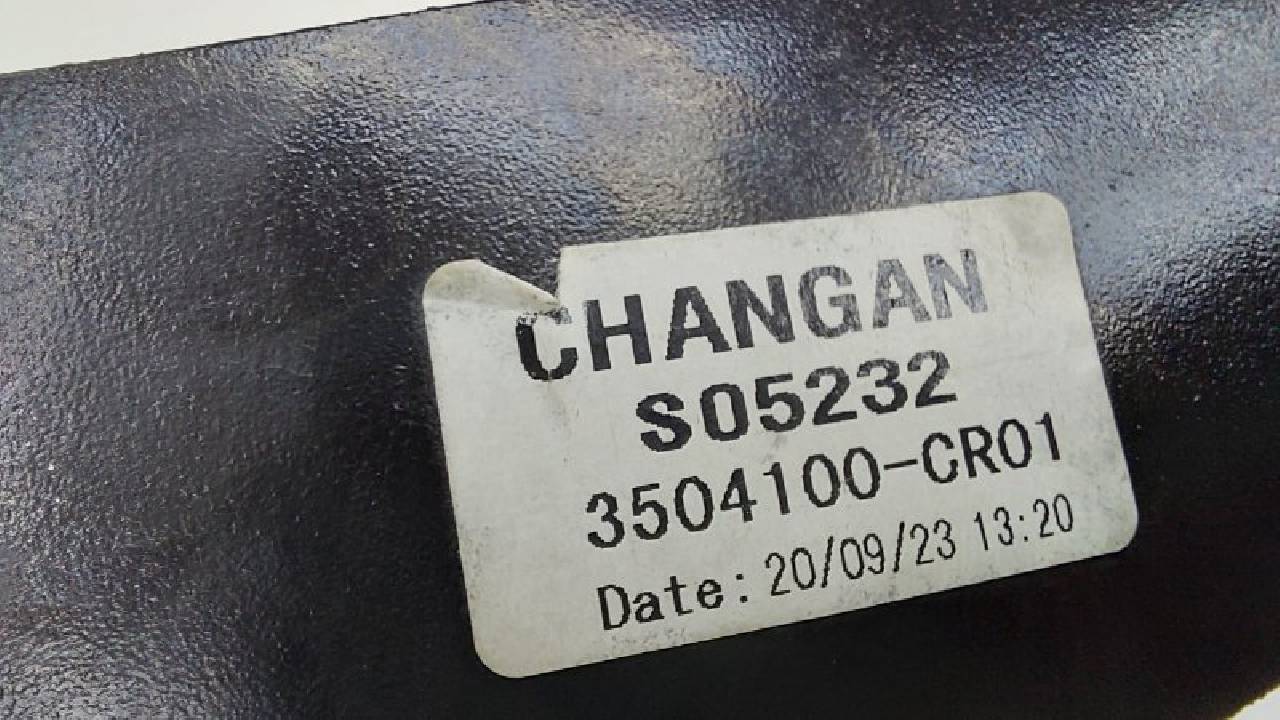 CHANGAN
S05232
3504100-CR01
Date: 20/09/23 13:20